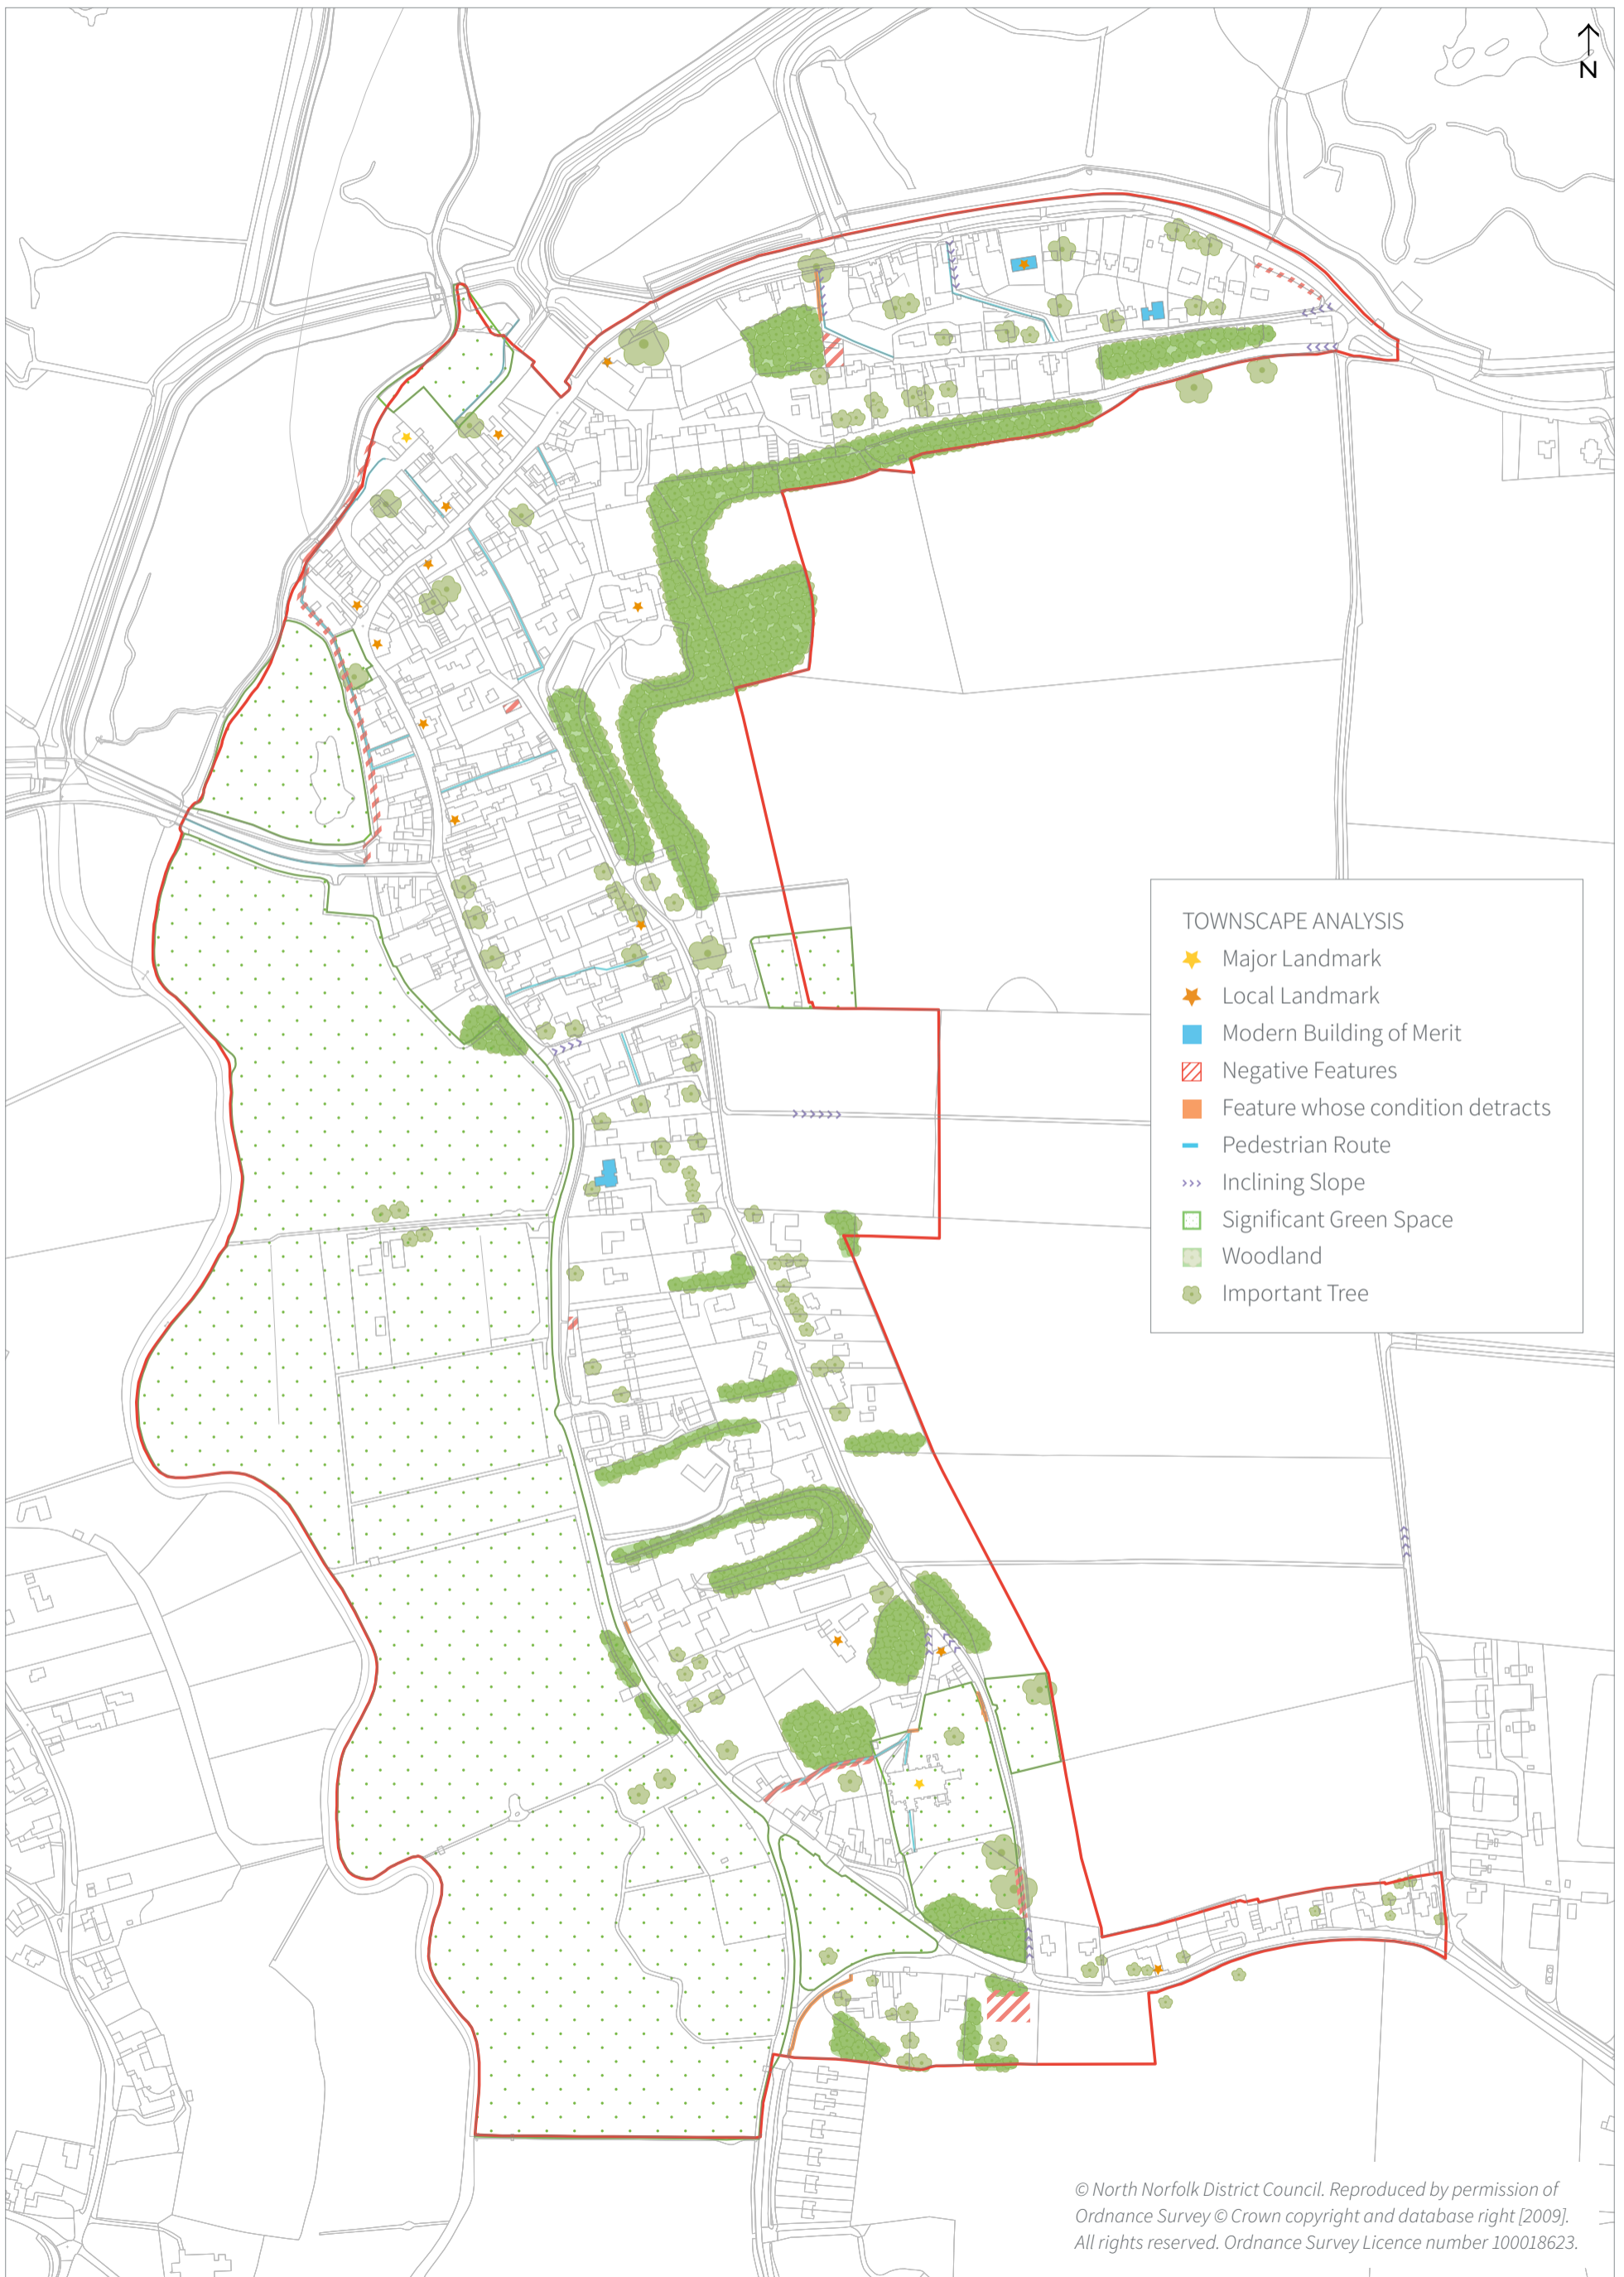 N
TOWNSCAPE ANALYSIS
Major Landmark
Local Landmark
Modern Building of Merit
Negative Features
Feature whose condition detracts
Pedestrian Route
Inclining Slope
Significant Green Space
Woodland
Important Tree
© North Norfolk District Council. Reproduced by permission of
Ordnance Survey © Crown copyright and database right [2009].
All rights reserved. Ordnance Survey Licence number 100018623.